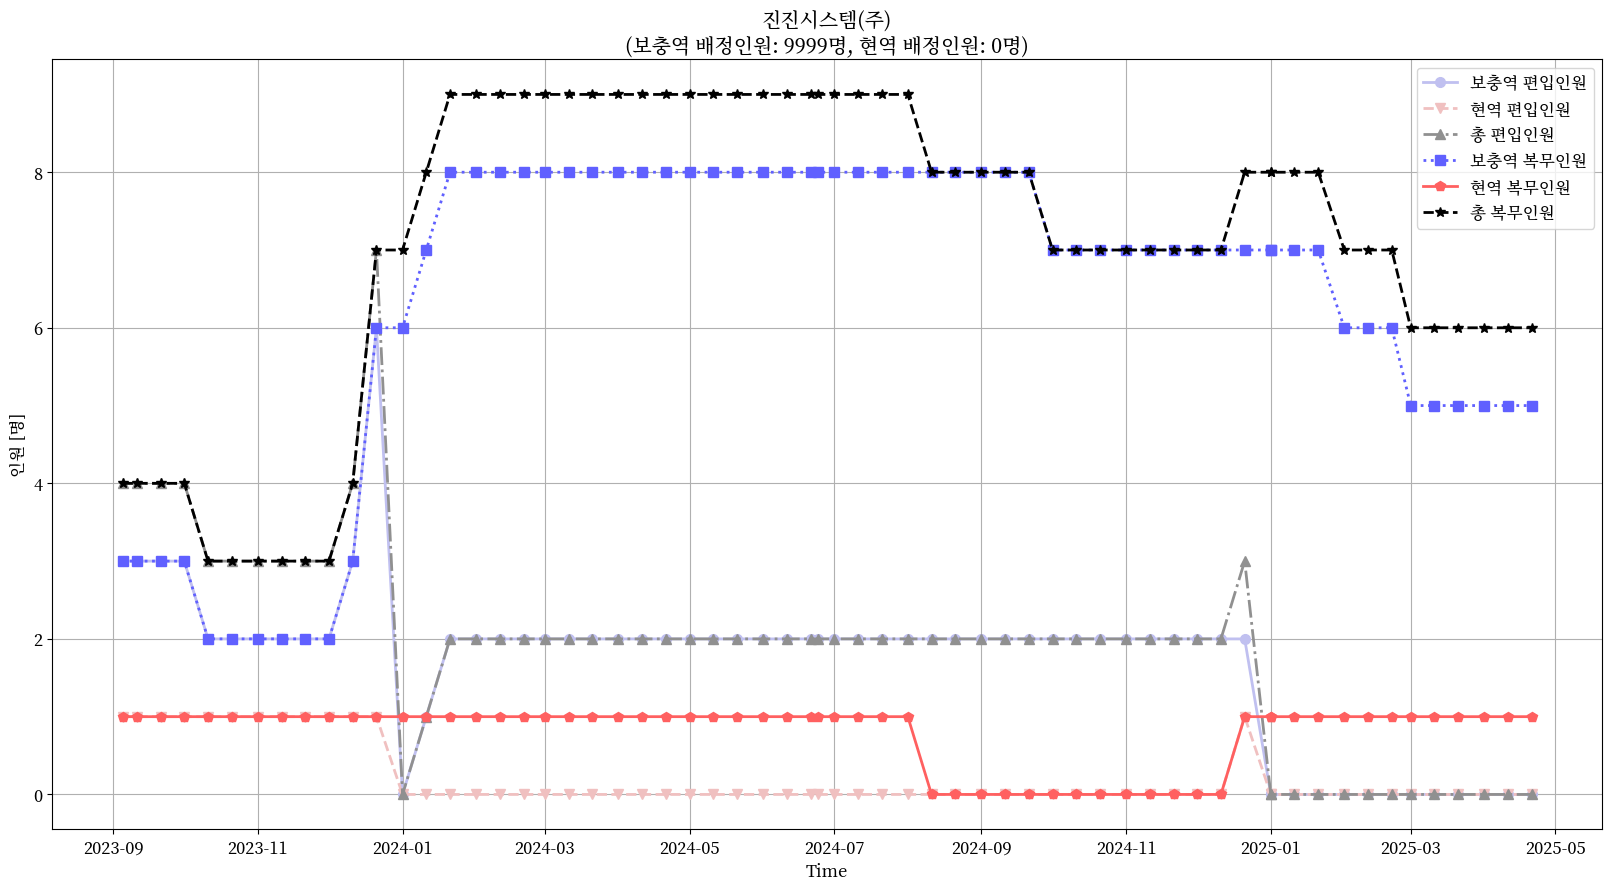 진진시스템(주)
(보충역 배정인원: 9999명, 현역 배정인원: 0명)
보충역 편입인원
현역 편입인원
총 편입인원
보충역 복무인원
현역 복무인원
총 복무인원
인원 [명]
8
6
4
2
0
2023-09
2023-11
2024-01
2024-03
2024-05
2024-07
2024-09
2024-11
2025-01
2025-03
2025-05
Time